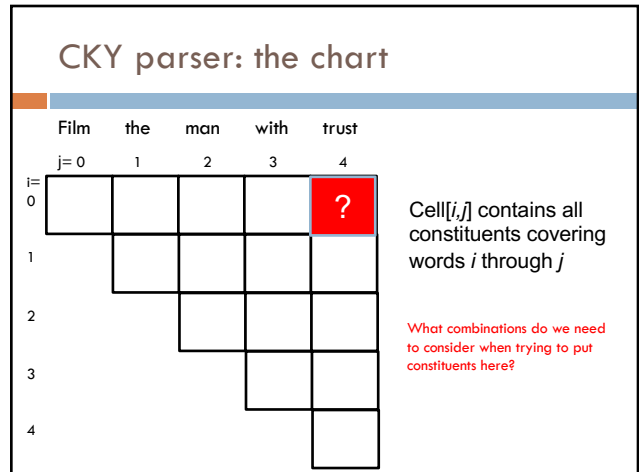 CKY parser: the chart
Film the man with trust
j= 0 1 2 3 4
i=
0
?
1
2
3
4
Cell[i,j] contains all
constituents covering
words i through j
What combinations do we need
to consider when trying to put
constituents here?